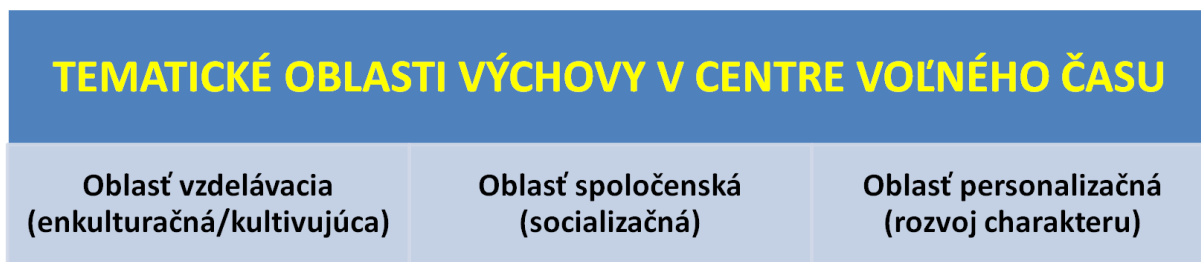 TEMATICKÉ OBLASTI VÝCHOVY V CENTRE VOĽNÉHO ČASU
Oblasť vzdelávacia
(enkulturačná/kultivujúca)
Oblasť spoločenská
(socializačná)
Oblasť personalizačná
(rozvoj charakteru)